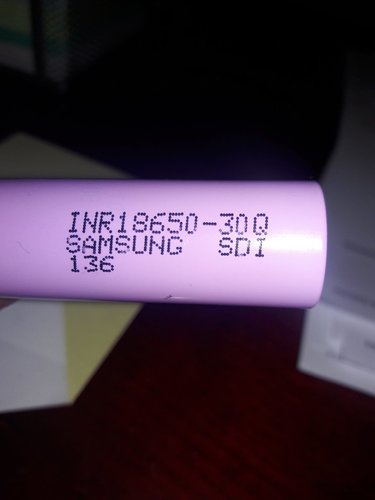 INR18650-30Q
SAMSUNG SDI
136